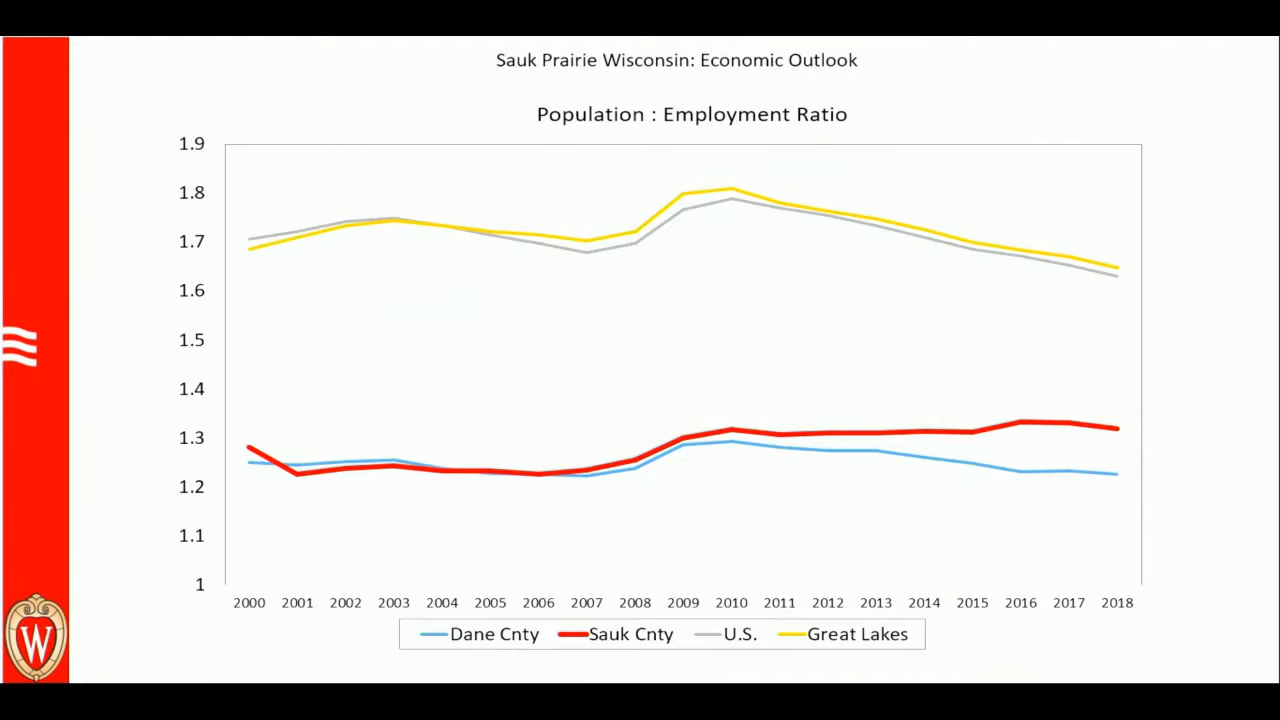 Sauk Prairie Wisconsin: Economic Outlook
Population : Employment Ratio
1.9
1.8
1.7
1.6
1.5
1.4
1.3
1.2
1.1
1
2000 2001 2002 2003 2004 2005 2006 2007 2008 2009 2010 2011 2012 2013 2014 2015 2016 2017 2018
Dane Cnty Sauk Cnty U.S. Great Lakes
W